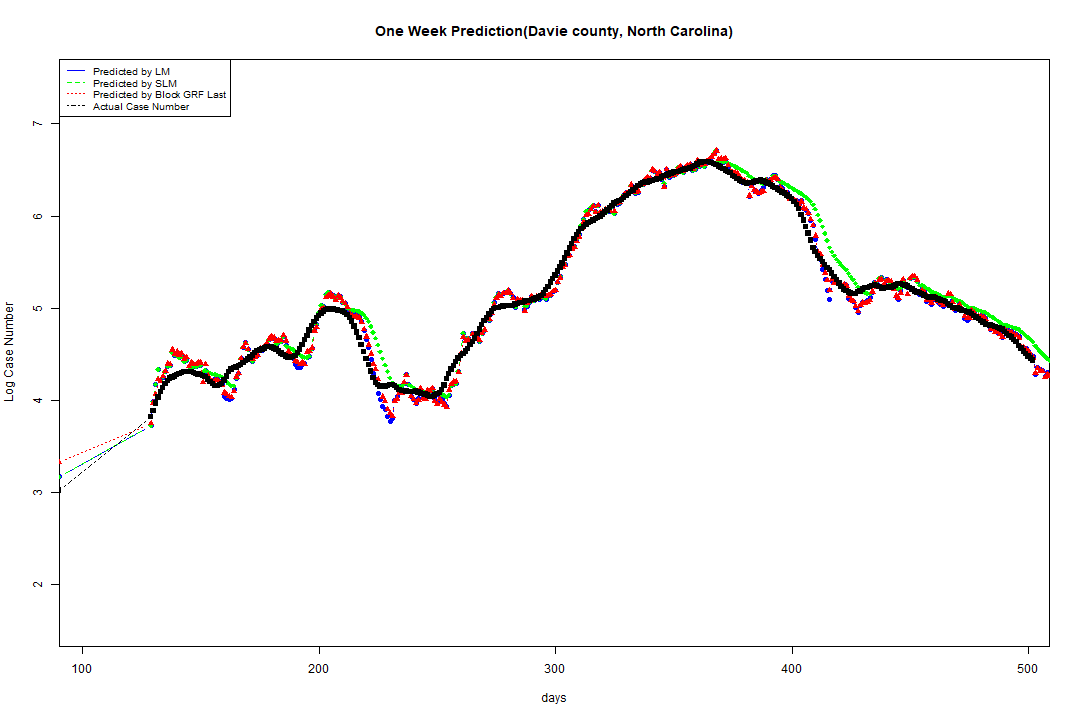 One Week Prediction(Davie county, North Carolina)
Predicted by LM
Predicted by SLM
Predicted by Block GRF Last
Actual Case Number
Log Case Number
7
6
5
4
3
2
100 200 300 400 500
days